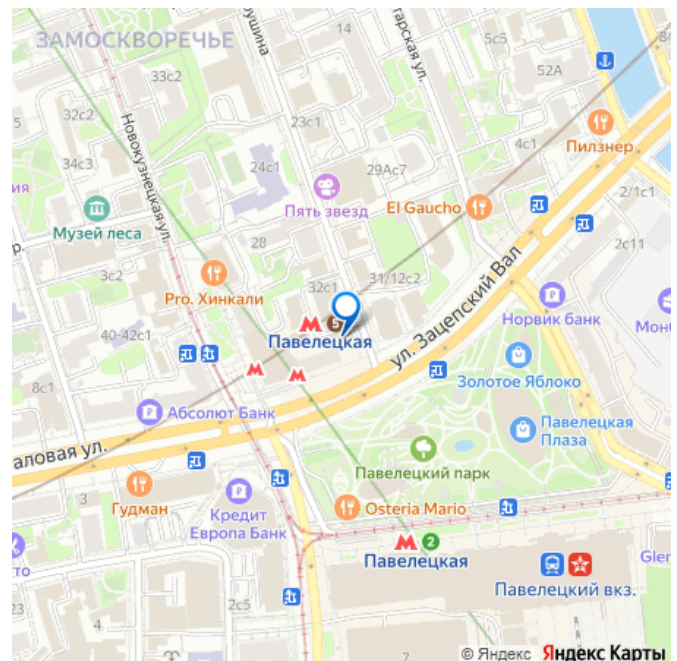 ЗАМОСКВОРЕЧЬЕ
33с2
14
5с5
52А
32с2
34с3
Новокузнецкая ул.
23с1
24с1
29Ас7
4с1
Пилзнер
Музей леса
Пять звезд
El Gaucho
2/1с1
28
31/12с2
2с11
3с2
Pro. Хинкали
32с1
5
Павелецкая
ул. Зацепский Вал
Норвик банк
40-42с1
8с1
Золотое Яблоко
Абсолют Банк
Павелецкая
Плаза
аловая ул.
Павелецкий парк
3
Гудман
Кредит
Европа Банк
Osteria Mario
2
Павелецкая
Павелецкий вкз.
2с5
© Яндекс Яндекс Карты